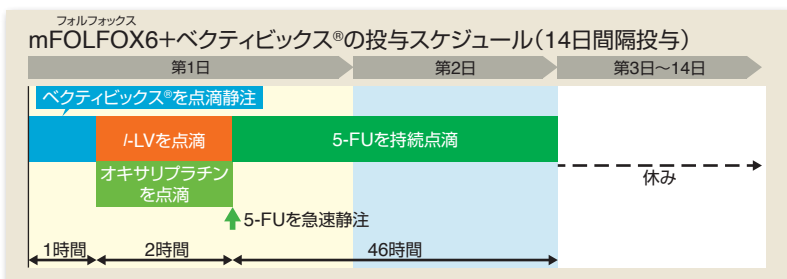 フォルフォックス
mFOLFOX6+ベクティビックス®の投与スケジュール（14日間隔投与）
第1日 第2日 第3日〜14日
ベクティビックス®を点滴静注
l-LVを点滴 5-FUを持続点滴
オキサリプラチン
を点滴
休み
5-FUを急速静注
1時間 2時間 46時間